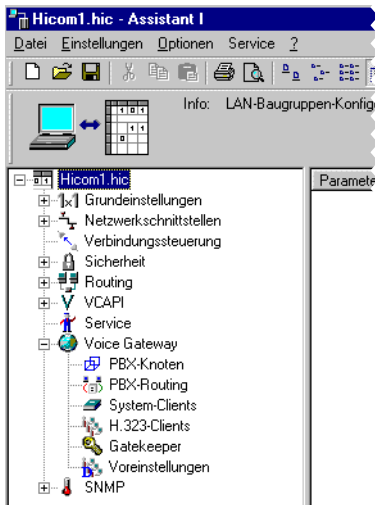 Hicom1.hic - Assistant I
Datei Einstellungen Optionen Service ?
Info: LAN-Baugruppen-Konfig
Hicom1.hic
Paramete
Grundeinstellungen
Netzwerkschnittstellen
Verbindungssteuerung
Sicherheit
Routing
VCAPI
Service
Voice Gateway
PBX-Knoten
PBX-Routing
System-Clients
H.323-Clients
Gatekeeper
Voreinstellungen
SNMP